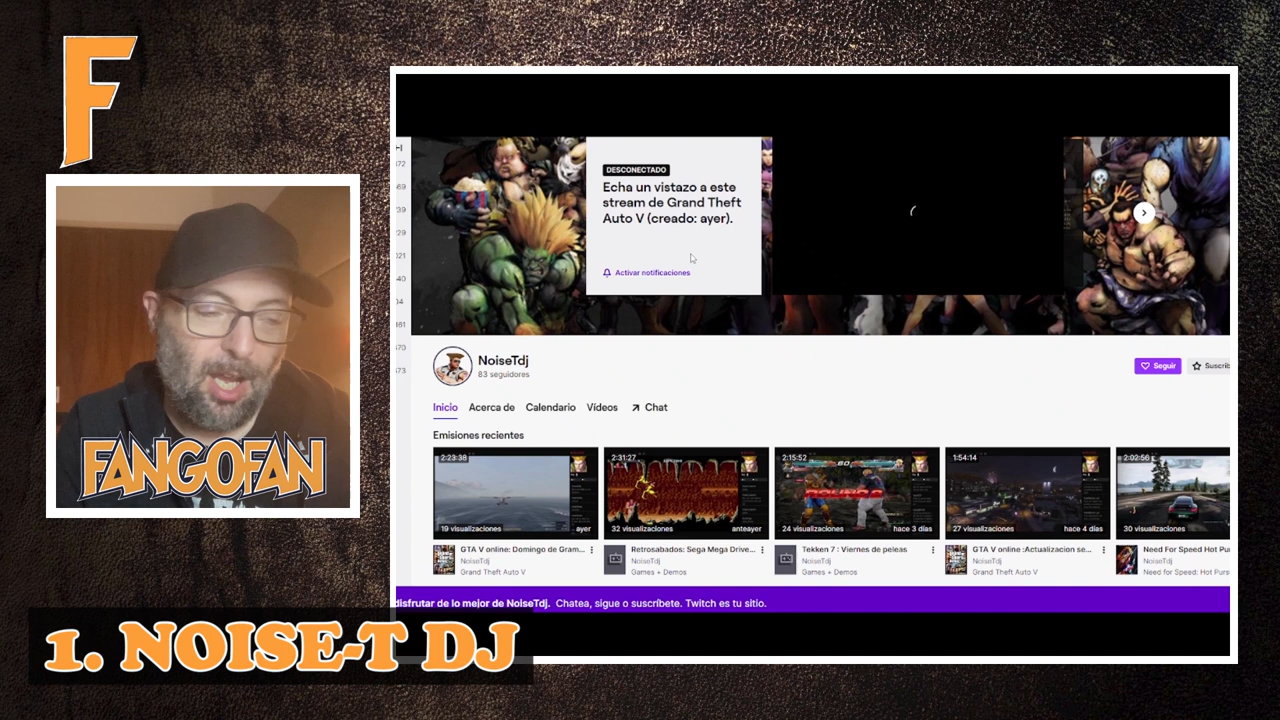 F
FANGOFAN
1. NOISE-T DJ
DESCONECTADO
Echa un vistazo a este
stream de Grand Theft
Auto V (creado: ayer).
Activar notificaciones
NoiseTdj
83 seguidores
Seguir
Inicio Acerca de Calendario Vídeos Chat
Emisiones recientes
2:23:38
19 visualizaciones ayer
GTA V online: Domingo de Gram...
NoiseTdj
Grand Theft Auto V
2:31:27
32 visualizaciones anteayer
Retrosabados: Sega Mega Drive...
NoiseTdj
Games + Demos
2:15:52
24 visualizaciones hace 3 días
Tekken 7 : Viernes de peleas
NoiseTdj
Games + Demos
1:54:14
27 visualizaciones hace 4 días
GTA V online :Actualizacion se...
NoiseTdj
Grand Theft Auto V
2:02:56
30 visualizaciones
Need For Speed Hot Pu
NoiseTdj
Need for Speed: Hot Purs
disfrutar de lo mejor de NoiseTdj. Chatea, sigue o suscríbete. Twitch es tu sitio.